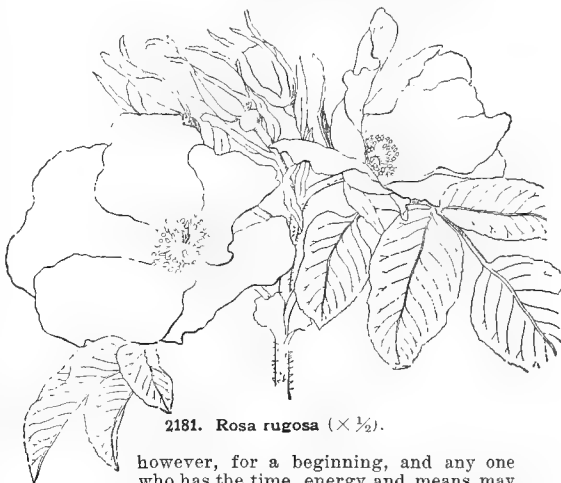 2181. Rosa rugosa (× ½).
however, for a beginning, and any one
who has the time, energy and means may